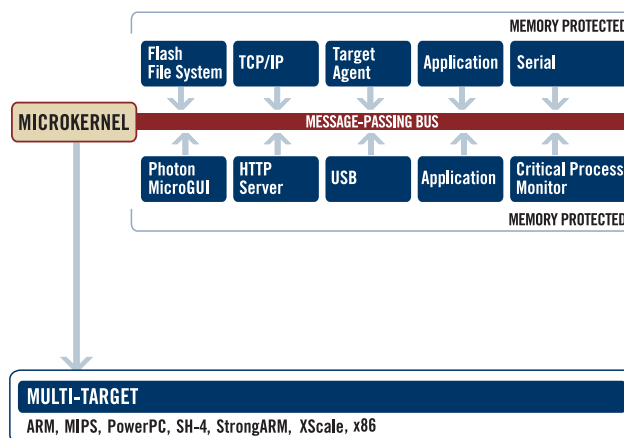 MEMORY PROTECTED
Flash
File System
TCP/IP
Target
Agent
Application
Serial
MICROKERNEL
MESSAGE-PASSING BUS
Photon
MicroGUI
HTTP
Server
USB
Application
Critical Process
Monitor
MEMORY PROTECTED
MULTI-TARGET
ARM, MIPS, PowerPC, SH-4, StrongARM, XScale, x86